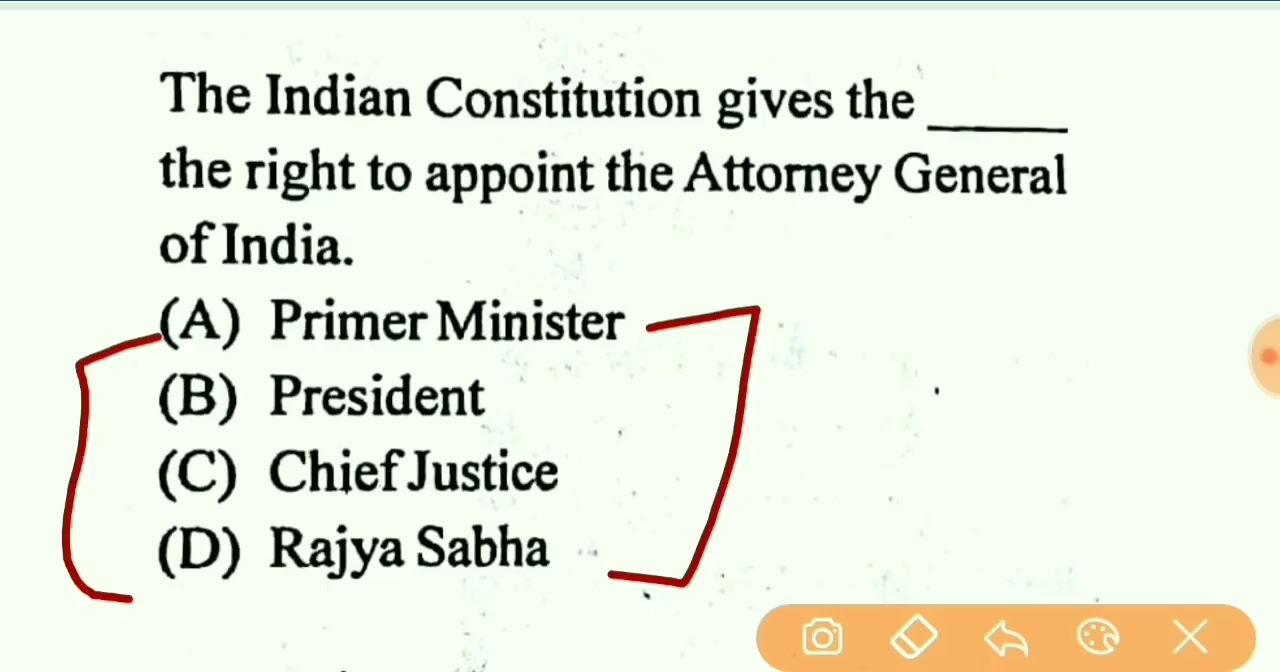 The Indian Constitution gives the _____
the right to appoint the Attorney General
of India.
(A) Primer Minister
(B) President
(C) Chief Justice
(D) Rajya Sabha